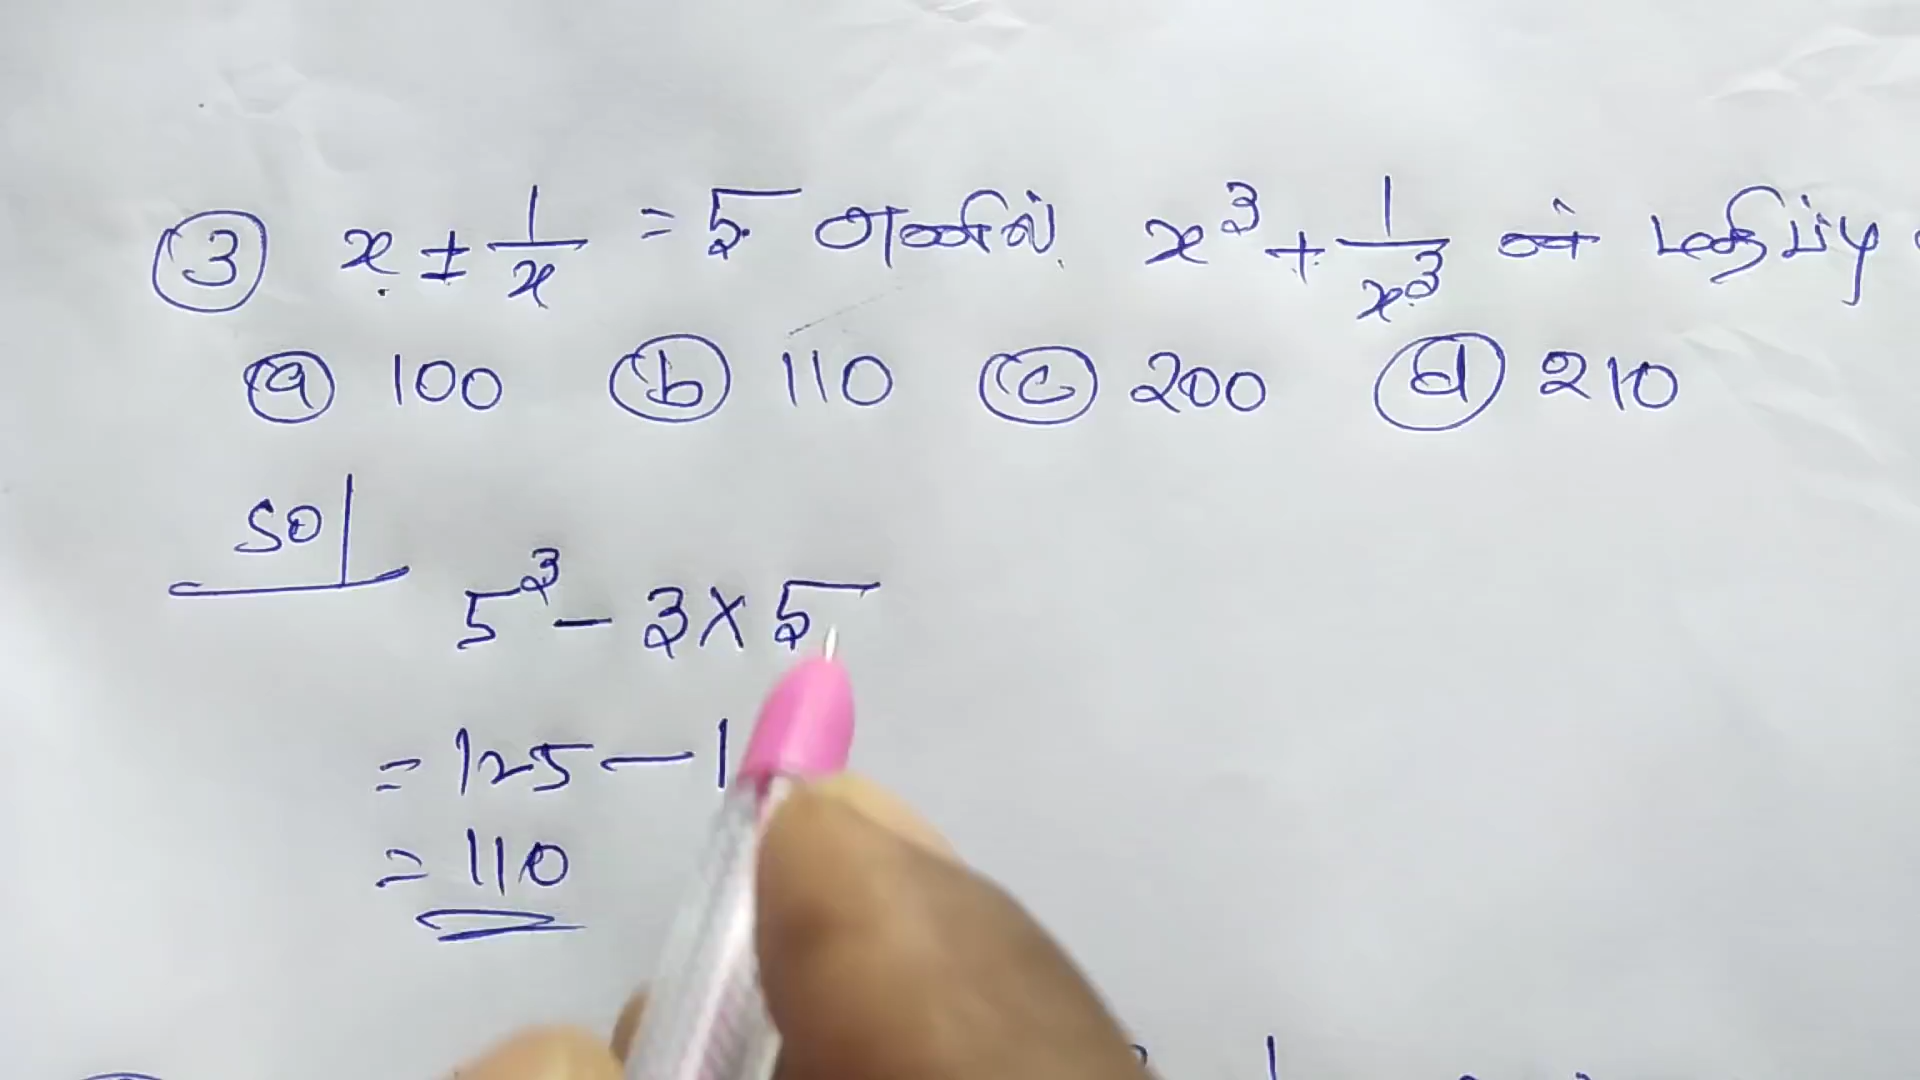 ③ x ± 1/x = 5 எனில் x³ + 1/x³ ன் மதிப்பு
ⓐ 100 ⓑ 110 ⓒ 200 ⓓ 210
Sol
5³ - 3 × 5
= 125 - 1
= 110